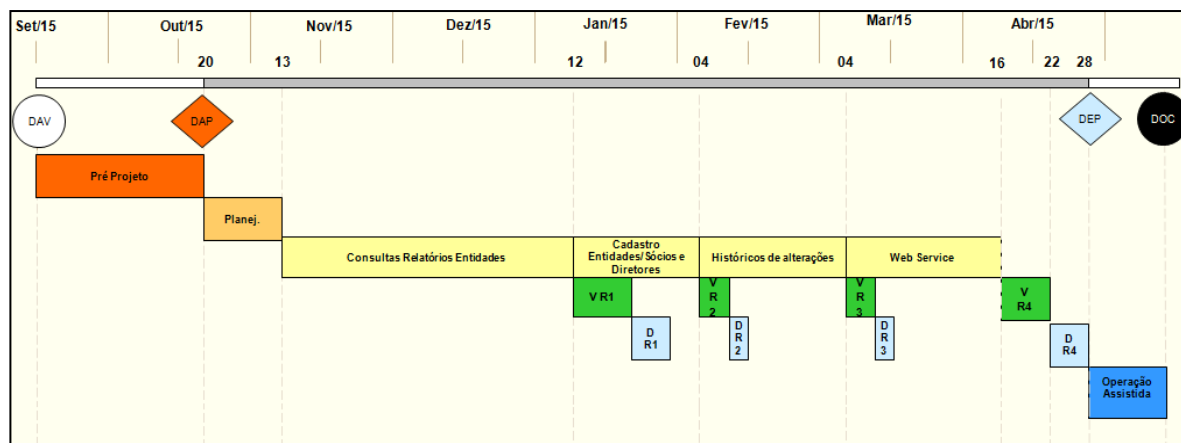 Set/15 Out/15 Nov/15 Dez/15 Jan/15 Fev/15 Mar/15 Abr/15
20 13 12 04 04 16 22 28
DAV DAP DEP DOC
Pré Projeto
Planej.
Consultas Relatórios Entidades
Cadastro
Entidades/Sócios e
Diretores
Históricos de alterações
Web Service
V R1
V
R
2
V
R
3
V
R4
D
R1
D
R
2
D
R
3
D
R4
Operação
Assistida